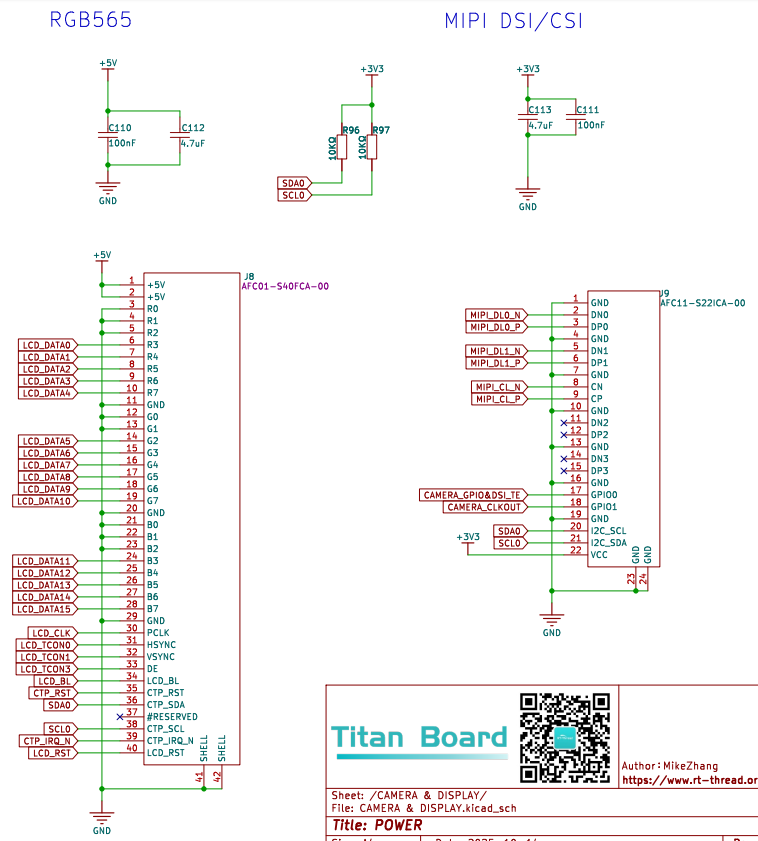 RGB565
MIPI DSI/CSI
+5V
C110
100nF
C112
4.7uF
GND
+3V3
R96
10KΩ
R97
10KΩ
SDA0
SCL0
+3V3
C113
4.7uF
C111
100nF
GND
+5V
J8
AFC01-S40FCA-00
1 +5V
2 +5V
3 R0
4 R1
5 R2
LCD_DATA0 6 R3
LCD_DATA1 7 R4
LCD_DATA2 8 R5
LCD_DATA3 9 R6
LCD_DATA4 10 R7
11 GND
12 G0
13 G1
LCD_DATA5 14 G2
LCD_DATA6 15 G3
LCD_DATA7 16 G4
LCD_DATA8 17 G5
LCD_DATA9 18 G6
LCD_DATA10 19 G7
20 GND
21 B0
22 B1
23 B2
LCD_DATA11 24 B3
LCD_DATA12 25 B4
LCD_DATA13 26 B5
LCD_DATA14 27 B6
LCD_DATA15 28 B7
29 GND
LCD_CLK 30 PCLK
LCD_TCON0 31 HSYNC
LCD_TCON1 32 VSYNC
LCD_TCON3 33 DE
LCD_BL 34 LCD_BL
CTP_RST 35 CTP_RST
SDA0 36 CTP_SDA
37 #RESERVED
SCL0 38 CTP_SCL
CTP_IRQ_N 39 CTP_IRQ_N
LCD_RST 40 LCD_RST
SHELL SHELL
41 42
GND
J9
AFC11-S22ICA-00
1 GND
MIPI_DL0_N 2 DN0
MIPI_DL0_P 3 DP0
4 GND
MIPI_DL1_N 5 DN1
MIPI_DL1_P 6 DP1
7 GND
MIPI_CL_N 8 CN
MIPI_CL_P 9 CP
10 GND
11 DN2
12 DP2
13 GND
14 DN3
15 DP3
16 GND
CAMERA_GPIO&DSI_TE 17 GPIO0
CAMERA_CLKOUT 18 GPIO1
19 GND
SDA0 20 I2C_SCL
SCL0 21 I2C_SDA
+3V3 22 VCC
GND GND
23 24
GND
Titan Board
Author:MikeZhang
https://www.rt-thread.or
Sheet: /CAMERA & DISPLAY/
File: CAMERA & DISPLAY.kicad_sch
Title: POWER